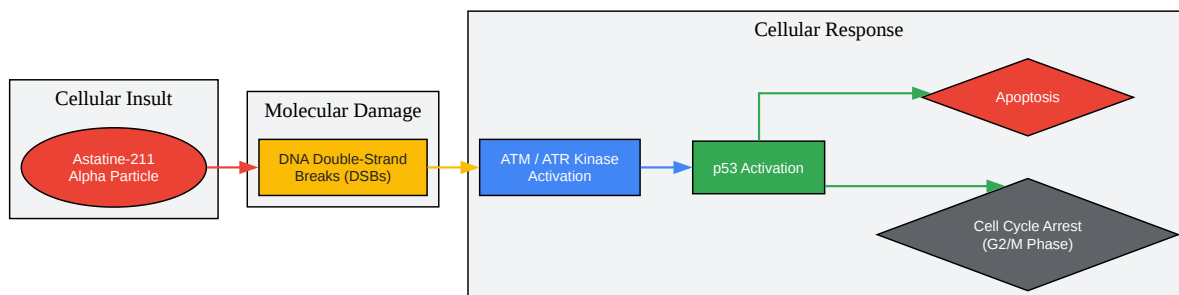 Cellular Insult
Astatine-211
Alpha Particle
Molecular Damage
DNA Double-Strand
Breaks (DSBs)
Cellular Response
ATM / ATR Kinase
Activation
p53 Activation
Apoptosis
Cell Cycle Arrest
(G2/M Phase)